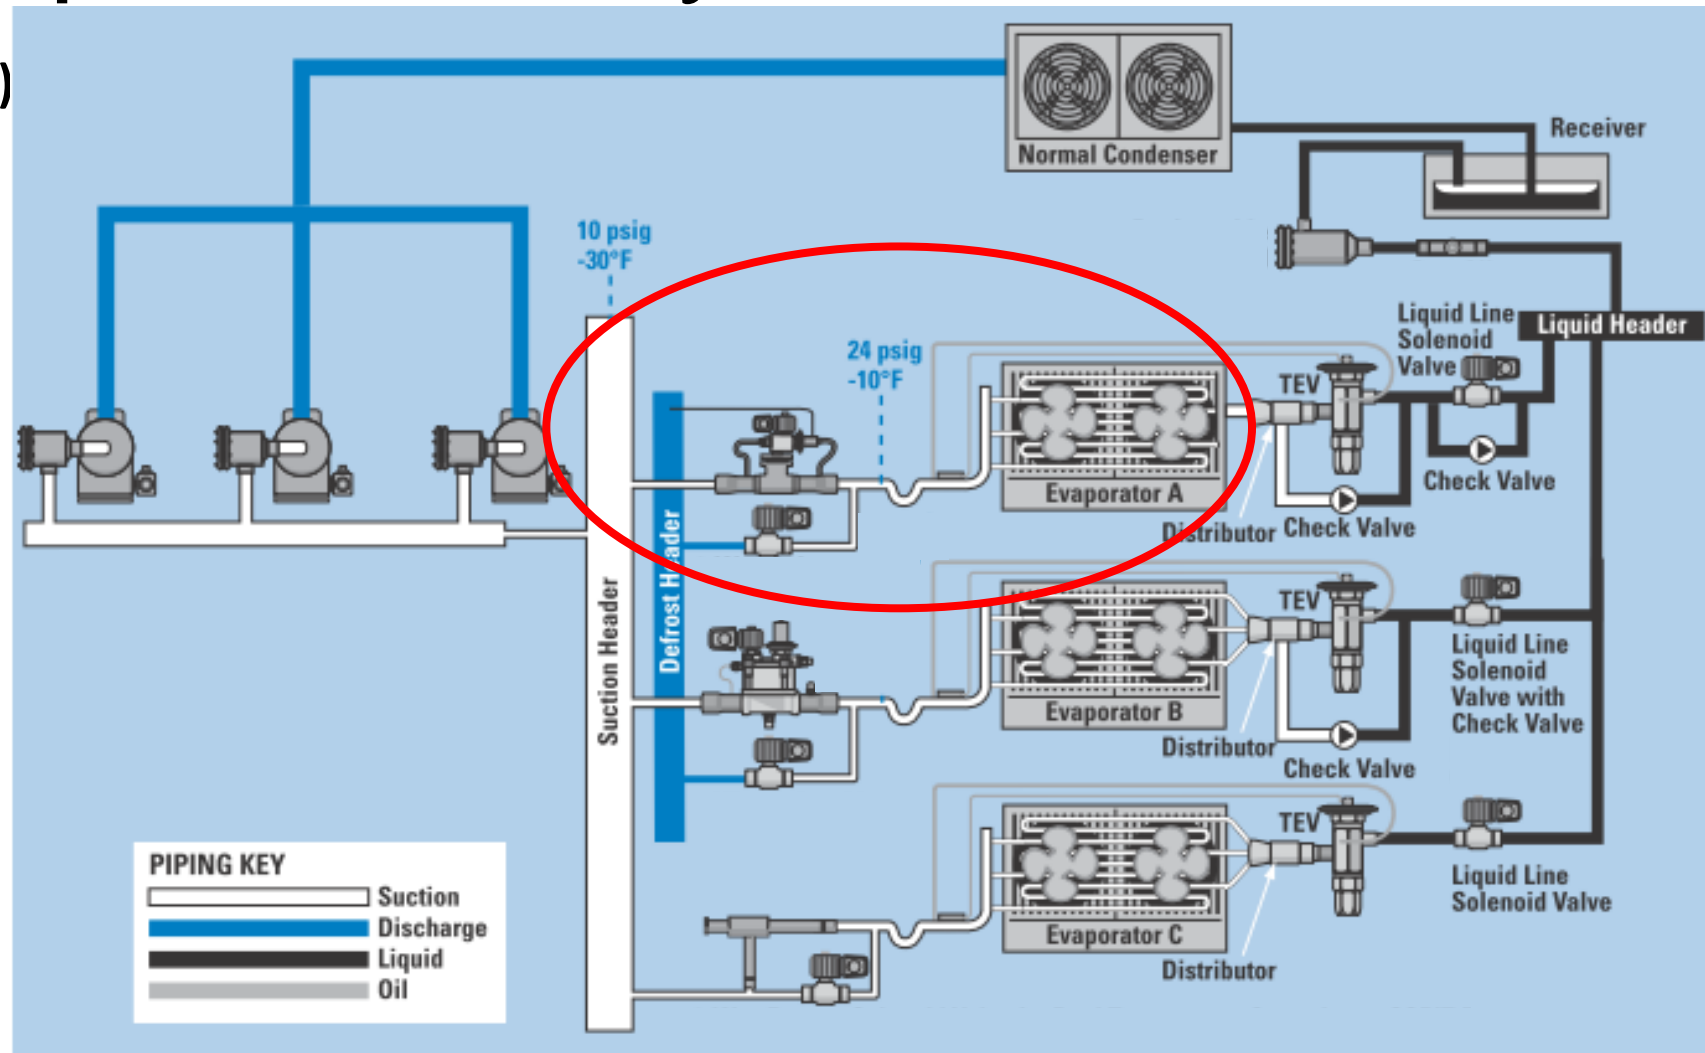 )
Normal Condenser
Receiver
10 psig
-30°F
Liquid Line
Solenoid
Valve
Liquid Header
24 psig
-10°F
TEV
Evaporator A
Check Valve
Distributor
Check Valve
Defrost Header
Suction Header
TEV
Evaporator B
Liquid Line
Solenoid
Valve with
Check Valve
Distributor
Check Valve
TEV
Evaporator C
Liquid Line
Solenoid Valve
Distributor
PIPING KEY
Suction
Discharge
Liquid
Oil